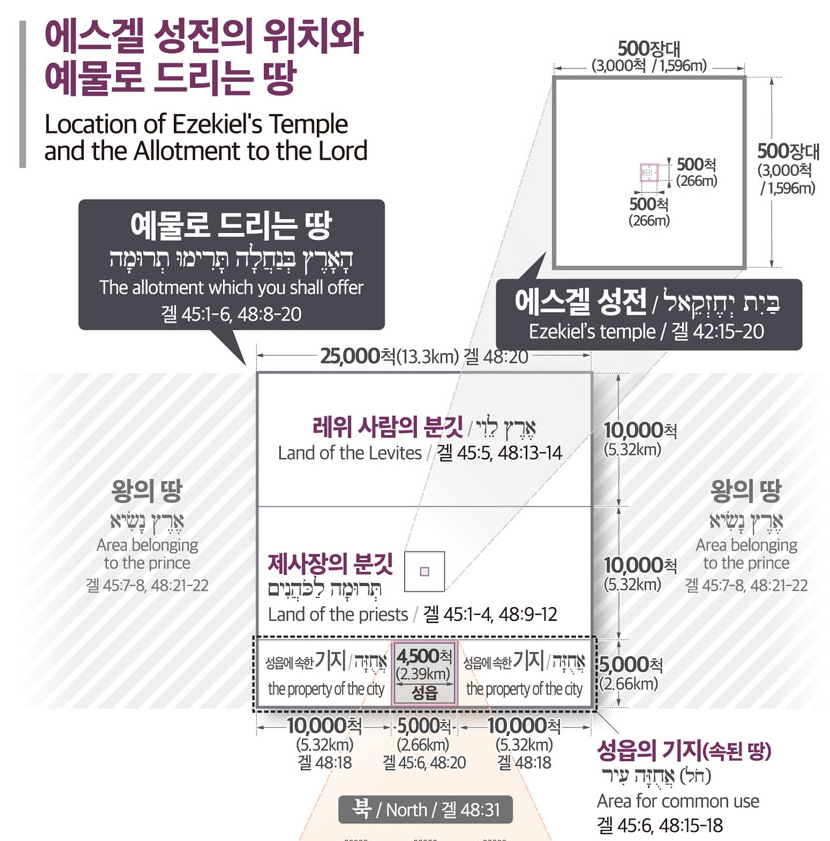 에스겔 성전의 위치와
예물로 드리는 땅
Location of Ezekiel's Temple
and the Allotment to the Lord
500장대
(3,000척 / 1,596m)
500장대
(3,000척
/ 1,596m)
500척
(266m)
500척
(266m)
예물로 드리는 땅
הָאָרֶץ בְּנַחֲלָה תָּרִימוּ תְרוּמָה
The allotment which you shall offer
겔 45:1-6, 48:8-20
에스겔 성전 / בַּיִת יְחֶזְקֵאל
Ezekiel's temple / 겔 42:15-20
25,000척(13.3km) 겔 48:20
레위 사람의 분깃 / אֶרֶץ לֵוִי
Land of the Levites / 겔 45:5, 48:13-14
10,000척
(5.32km)
왕의 땅
אֶרֶץ נָשִׂיא
Area belonging
to the prince
겔 45:7-8, 48:21-22
왕의 땅
אֶרֶץ נָשִׂיא
Area belonging
to the prince
겔 45:7-8, 48:21-22
제사장의 분깃
תְּרוּמָה לַכֹּהֲנִים
Land of the priests / 겔 45:1-4, 48:9-12
10,000척
(5.32km)
성읍에 속한 기지 / אֲחֻזָּה
the property of the city
4,500척
(2.39km)
성읍
성읍에 속한 기지 / אֲחֻזָּה
the property of the city
5,000척
(2.66km)
10,000척
(5.32km)
겔 48:18
5,000척
(2.66km)
겔 45:6, 48:20
10,000척
(5.32km)
겔 48:18
성읍의 기지(속된 땅)
אֲחֻזָּה עִיר (חֹל)
Area for common use
겔 45:6, 48:15-18
북 / North / 겔 48:31